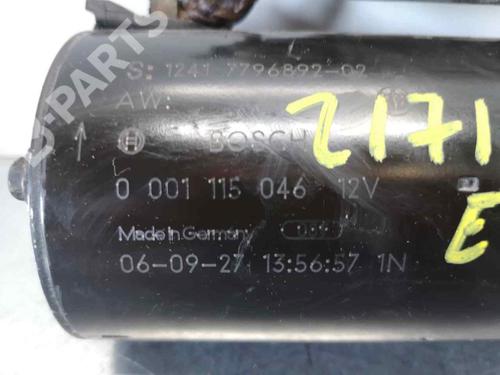 S: 1241 7796892-02
AW:
BOSCH
0 001 115 046 12V
Made in Germany
06-09-27 13:56:57 1N
2171
E
B-PARTS